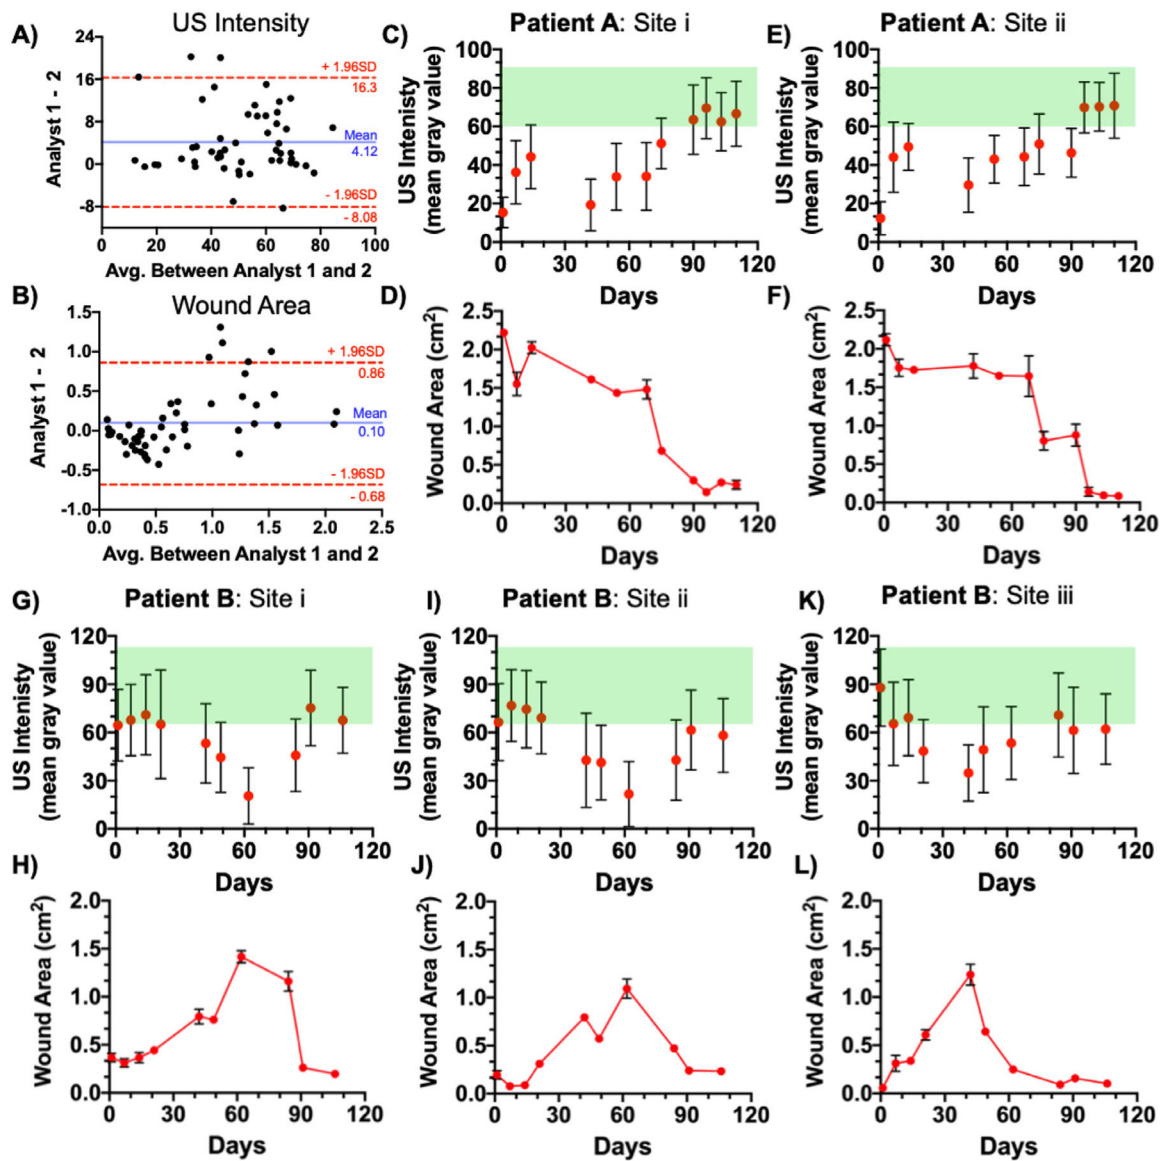 A)
US Intensity
24
16
8
0
-8
Analyst 1 - 2
+ 1.96SD
16.3
Mean
4.12
- 1.96SD
- 8.08
0 20 40 60 80 100
Avg. Between Analyst 1 and 2
B)
Wound Area
1.5
1.0
0.5
0.0
-0.5
-1.0
Analyst 1 - 2
+ 1.96SD
0.86
Mean
0.10
- 1.96SD
- 0.68
0.0 0.5 1.0 1.5 2.0 2.5
Avg. Between Analyst 1 and 2
C)
Patient A: Site i
US Intenisty
(mean gray value)
100
80
60
40
20
0
0 30 60 90 120
Days
D)
Wound Area (cm²)
2.5
2.0
1.5
1.0
0.5
0.0
0 30 60 90 120
Days
E)
Patient A: Site ii
US Intenisty
(mean gray value)
100
80
60
40
20
0
0 30 60 90 120
Days
F)
Wound Area (cm²)
2.5
2.0
1.5
1.0
0.5
0.0
0 30 60 90 120
Days
G)
Patient B: Site i
US Intenisty
(mean gray value)
120
90
60
30
0
0 30 60 90 120
Days
H)
Wound Area (cm²)
2.0
1.5
1.0
0.5
0.0
0 30 60 90 120
Days
I)
Patient B: Site ii
US Intenisty
(mean gray value)
120
90
60
30
0
0 30 60 90 120
Days
J)
Wound Area (cm²)
2.0
1.5
1.0
0.5
0.0
0 30 60 90 120
Days
K)
Patient B: Site iii
US Intenisty
(mean gray value)
120
90
60
30
0
0 30 60 90 120
Days
L)
Wound Area (cm²)
2.0
1.5
1.0
0.5
0.0
0 30 60 90 120
Days